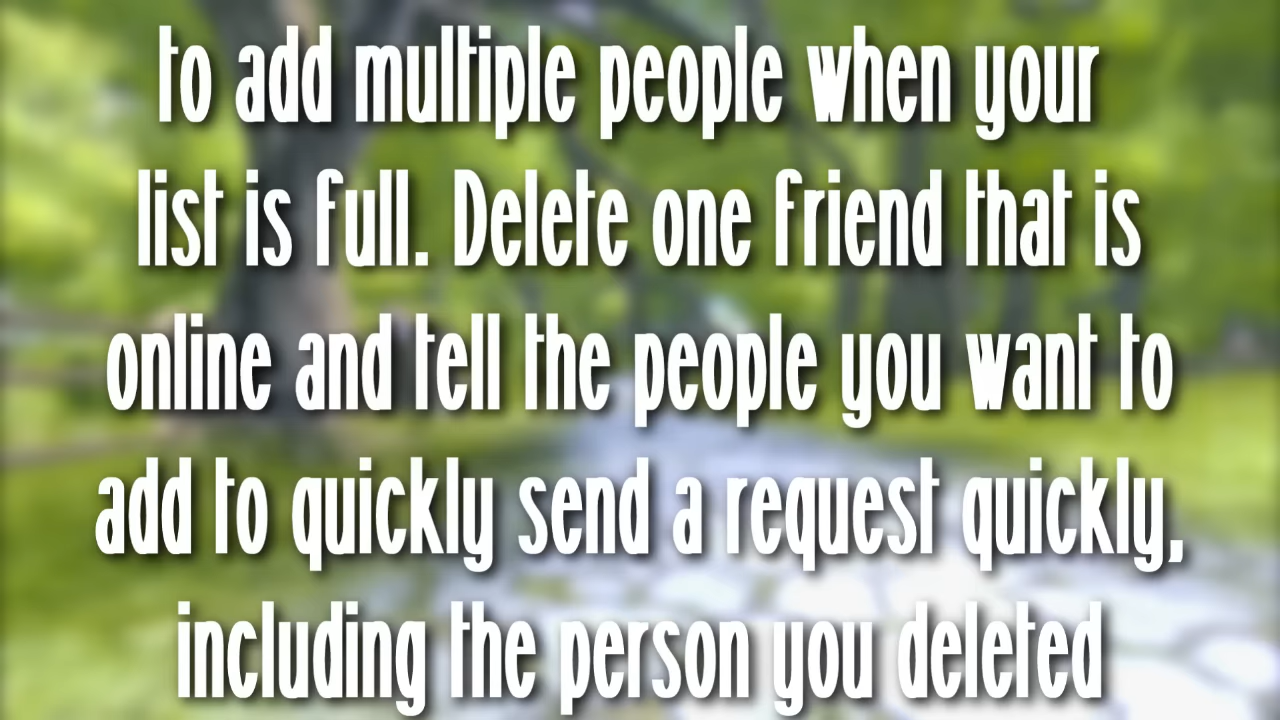 to add multiple people when your
list is full. Delete one friend that is
online and tell the people you want to
add to quickly send a request quickly,
including the person you deleted